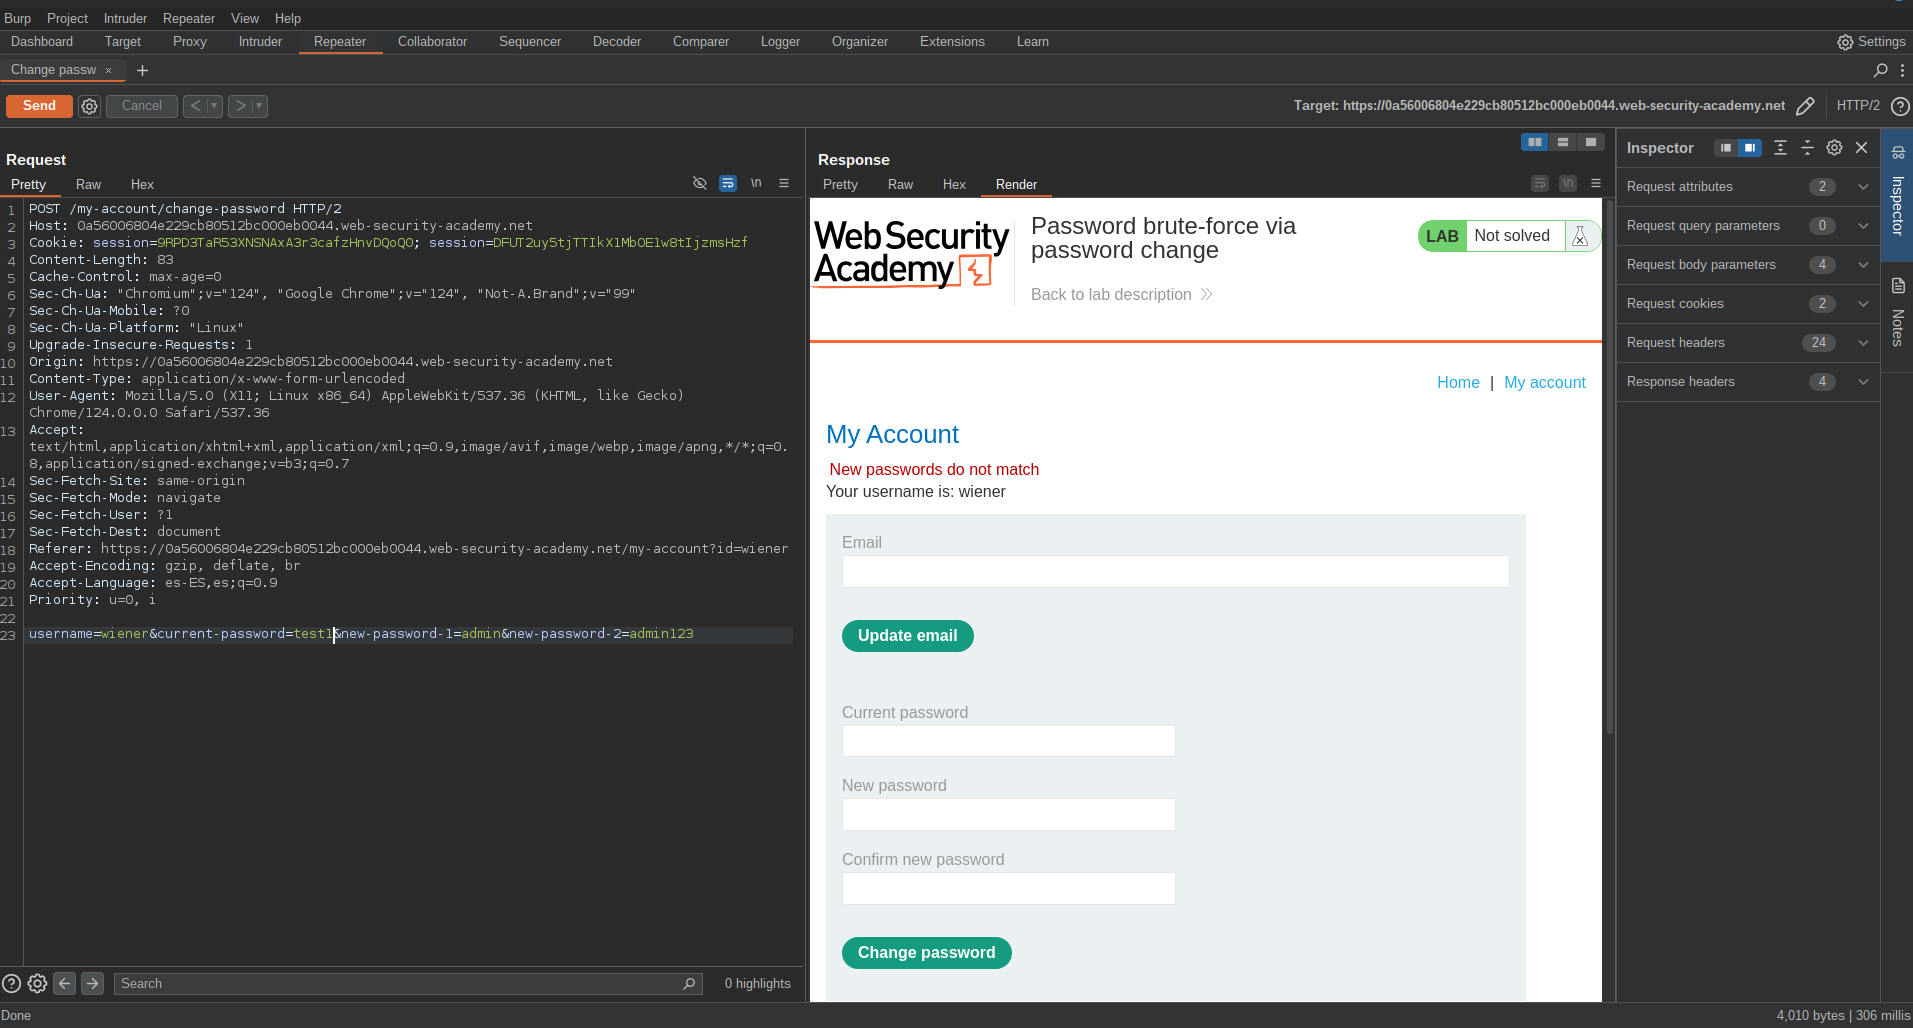 Burp Project Intruder Repeater View Help
Dashboard Target Proxy Intruder Repeater Collaborator Sequencer Decoder Comparer Logger Organizer Extensions Learn Settings
Change passw × +
Send Cancel < > Target: https://0a56006804e229cb80512bc000eb0044.web-security-academy.net HTTP/2 ?
Request
Pretty Raw Hex \n
1 POST /my-account/change-password HTTP/2
2 Host: 0a56006804e229cb80512bc000eb0044.web-security-academy.net
3 Cookie: session=9RPD3TaR53XNSNAxA3r3cafzHnvDQoQO; session=DFUT2uy5tjTTIkX1MbOE1w8tIjzmsHzf
4 Content-Length: 83
5 Cache-Control: max-age=0
6 Sec-Ch-Ua: "Chromium";v="124", "Google Chrome";v="124", "Not-A.Brand";v="99"
7 Sec-Ch-Ua-Mobile: ?0
8 Sec-Ch-Ua-Platform: "Linux"
9 Upgrade-Insecure-Requests: 1
10 Origin: https://0a56006804e229cb80512bc000eb0044.web-security-academy.net
11 Content-Type: application/x-www-form-urlencoded
12 User-Agent: Mozilla/5.0 (X11; Linux x86_64) AppleWebKit/537.36 (KHTML, like Gecko)
Chrome/124.0.0.0 Safari/537.36
13 Accept:
text/html,application/xhtml+xml,application/xml;q=0.9,image/avif,image/webp,image/apng,*/*;q=0.
8,application/signed-exchange;v=b3;q=0.7
14 Sec-Fetch-Site: same-origin
15 Sec-Fetch-Mode: navigate
16 Sec-Fetch-User: ?1
17 Sec-Fetch-Dest: document
18 Referer: https://0a56006804e229cb80512bc000eb0044.web-security-academy.net/my-account?id=wiener
19 Accept-Encoding: gzip, deflate, br
20 Accept-Language: es-ES,es;q=0.9
21 Priority: u=0, i
22
23 username=wiener&current-password=test1&new-password-1=admin&new-password-2=admin123
Search 0 highlights
Response
Pretty Raw Hex Render \n
Web Security
Academy
Password brute-force via
password change
LAB Not solved
Back to lab description
Home | My account
My Account
New passwords do not match
Your username is: wiener
Email
Update email
Current password
New password
Confirm new password
Change password
Inspector
Request attributes 2
Request query parameters 0
Request body parameters 4
Request cookies 2
Request headers 24
Response headers 4
Inspector
Notes
Done 4,010 bytes | 306 millis